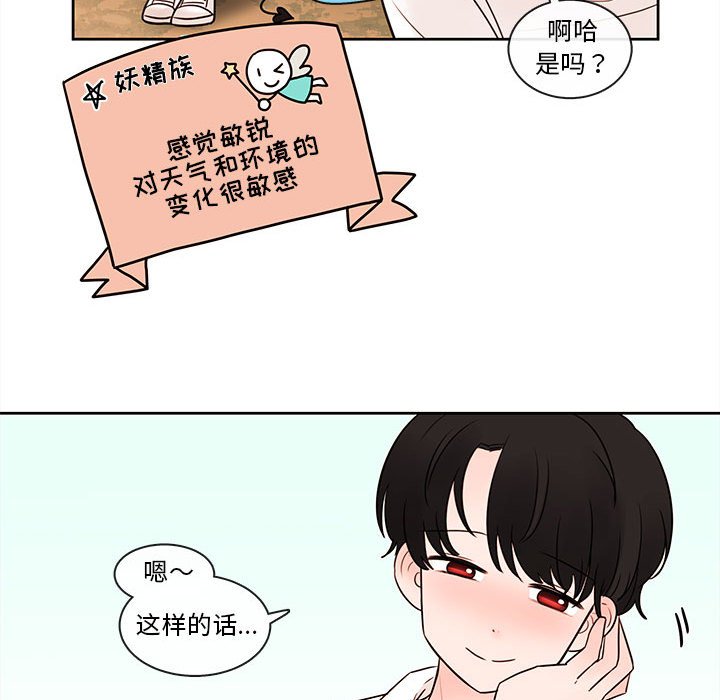 啊哈
是吗？
妖精族
感觉敏锐
对天气和环境的
变化很敏感
嗯～
这样的话...